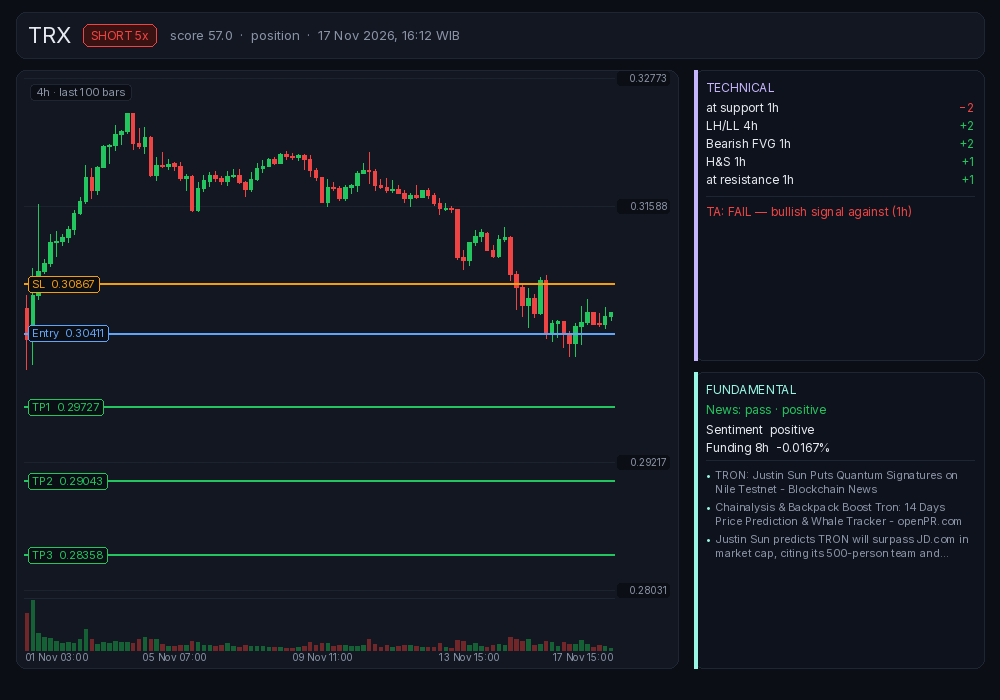 TRX SHORT 5x score 57.0 · position · 17 Nov 2026, 16:12 WIB
4h · last 100 bars
0.32773
0.31588
SL 0.30867
Entry 0.30411
TP1 0.29727
0.29217
TP2 0.29043
TP3 0.28358
0.28031
01 Nov 03:00 05 Nov 07:00 09 Nov 11:00 13 Nov 15:00 17 Nov 15:00
TECHNICAL
at support 1h −2
LH/LL 4h +2
Bearish FVG 1h +2
H&S 1h +1
at resistance 1h +1
TA: FAIL — bullish signal against (1h)
FUNDAMENTAL
News: pass · positive
Sentiment positive
Funding 8h -0.0167%
• TRON: Justin Sun Puts Quantum Signatures on
Nile Testnet - Blockchain News
• Chainalysis & Backpack Boost Tron: 14 Days
Price Prediction & Whale Tracker - openPR.com
• Justin Sun predicts TRON will surpass JD.com in
market cap, citing its 500-person team and…